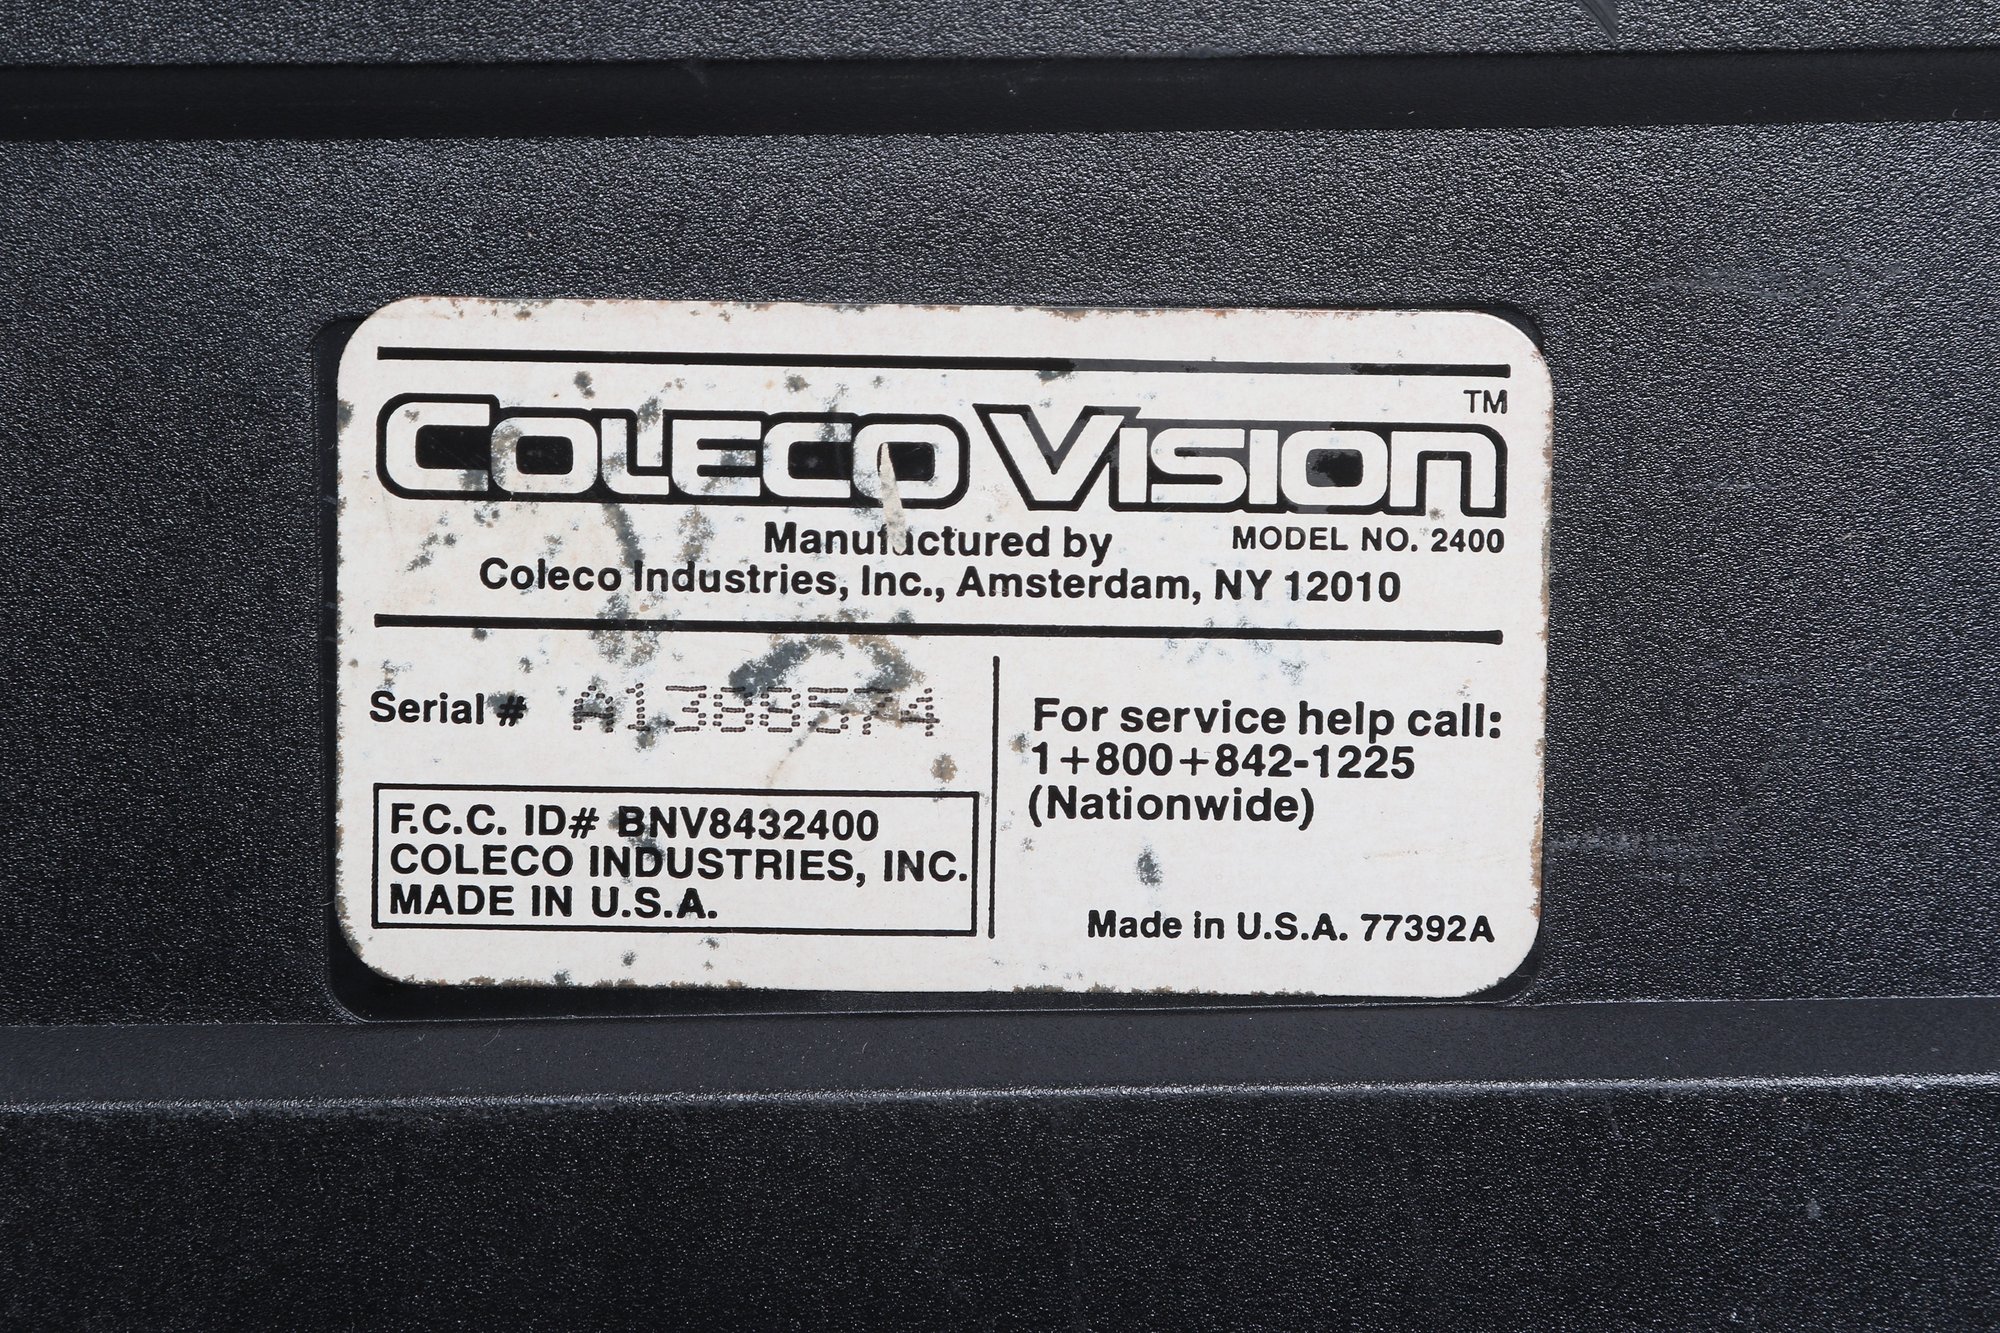 COLECOVISION™
Manufactured by MODEL NO. 2400
Coleco Industries, Inc., Amsterdam, NY 12010
Serial # A1388574
F.C.C. ID# BNV8432400
COLECO INDUSTRIES, INC.
MADE IN U.S.A.
For service help call:
1+800+842-1225
(Nationwide)
Made in U.S.A. 77392A